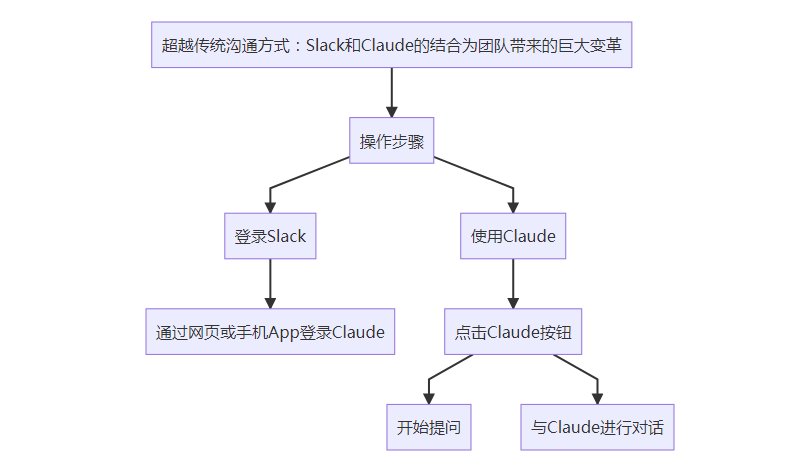 超越传统沟通方式：Slack和Claude的结合为团队带来的巨大变革
操作步骤
登录Slack
使用Claude
通过网页或手机App登录Claude
点击Claude按钮
开始提问
与Claude进行对话